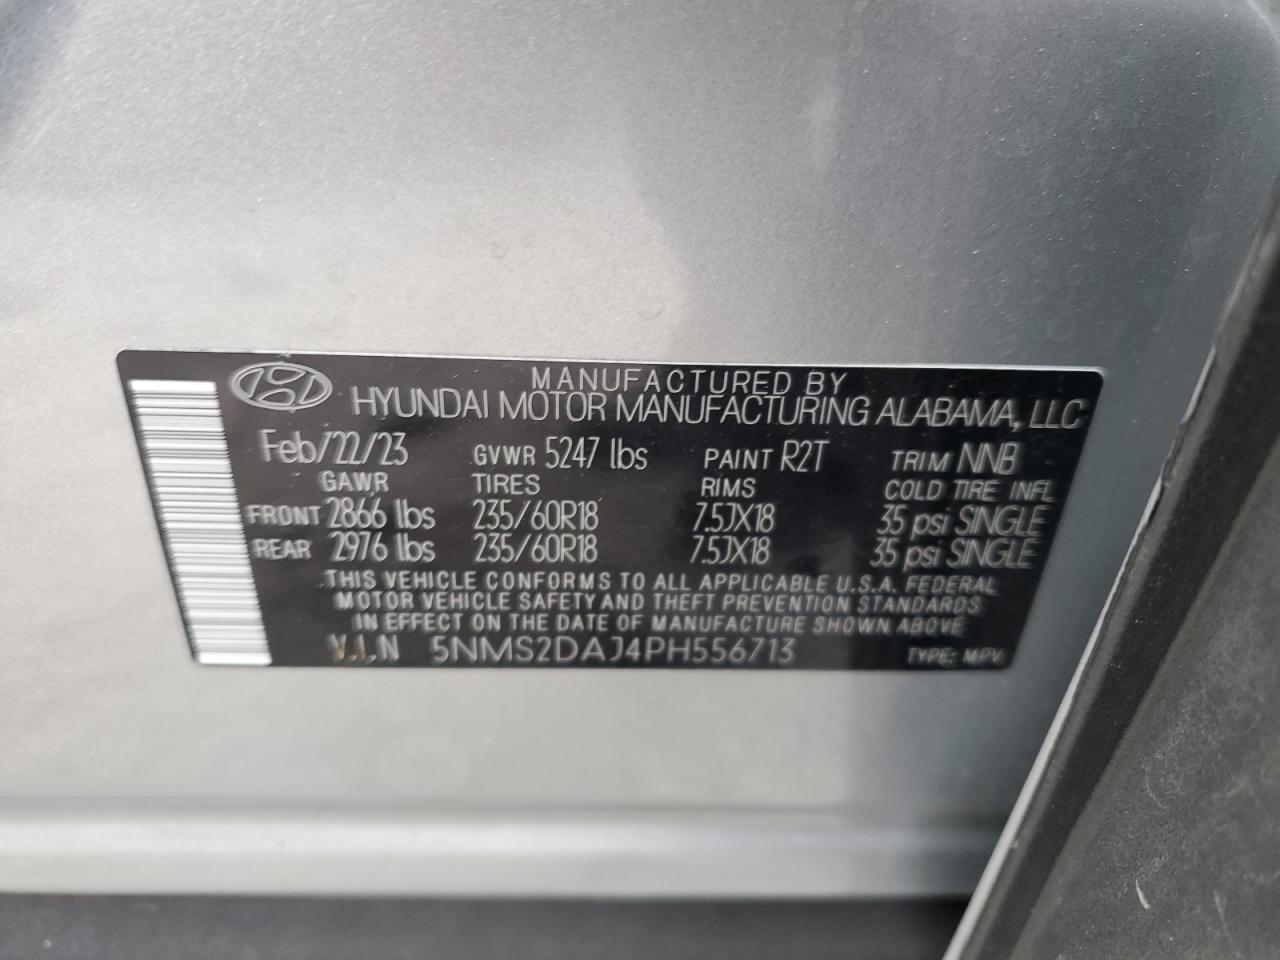 MANUFACTURED BY
HYUNDAI MOTOR MANUFACTURING ALABAMA, LLC
Feb/22/23 GVWR 5247 lbs PAINT R2T TRIM NNB
GAWR TIRES RIMS COLD TIRE INFL
FRONT 2866 lbs 235/60R18 7.5JX18 35 psi SINGLE
REAR 2976 lbs 235/60R18 7.5JX18 35 psi SINGLE
THIS VEHICLE CONFORMS TO ALL APPLICABLE U.S.A. FEDERAL
MOTOR VEHICLE SAFETY AND THEFT PREVENTION STANDARDS
IN EFFECT ON THE DATE OF MANUFACTURE SHOWN ABOVE
V.I.N 5NMS2DAJ4PH556713 TYPE: MPV